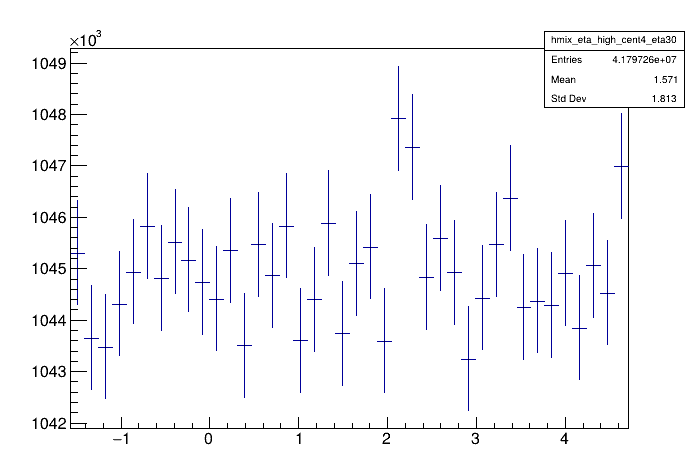 ×10³
hmix_eta_high_cent4_eta30
Entries 4.179726e+07
Mean 1.571
Std Dev 1.813
1049
1048
1047
1046
1045
1044
1043
1042
−1 0 1 2 3 4